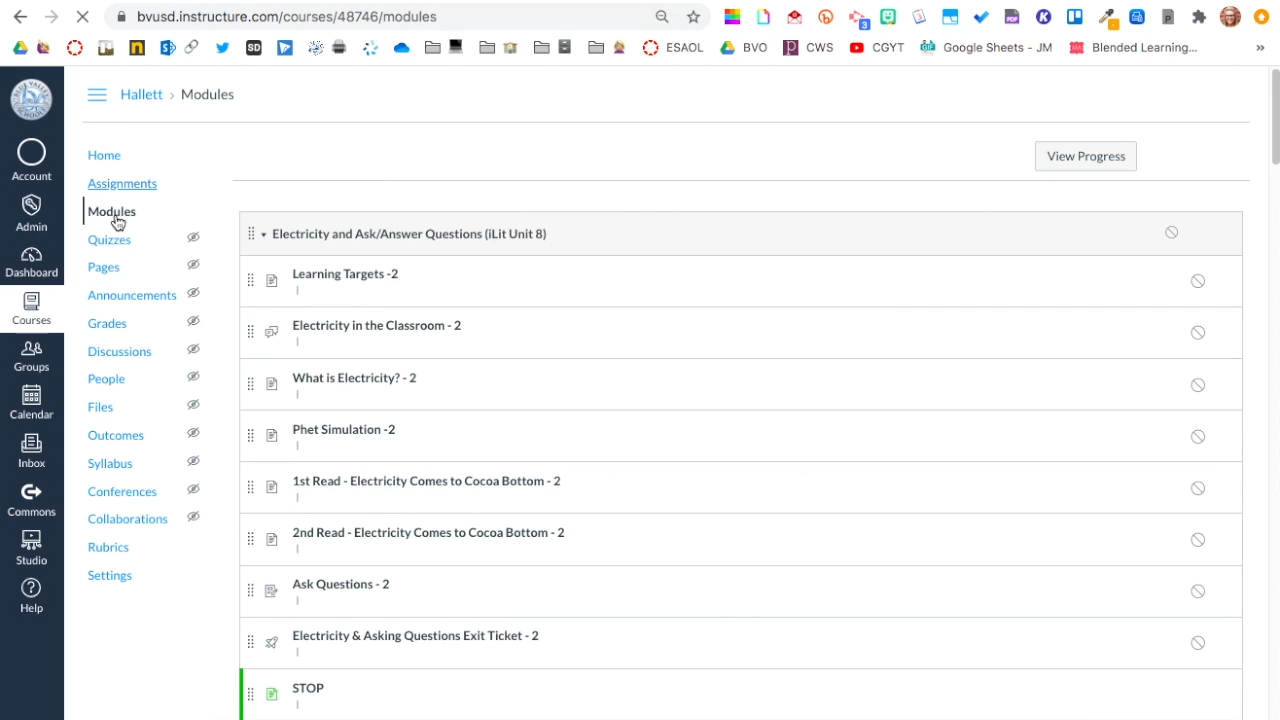 bvusd.instructure.com/courses/48746/modules
3
SD
ESAOL
BVO
CWS
CGYT
Google Sheets - JM
Blended Learning...
»
Hallett › Modules
View Progress
Account
Admin
Dashboard
Courses
Groups
Calendar
Inbox
Commons
Studio
Help
Home
Assignments
Modules
Quizzes
Pages
Announcements
Grades
Discussions
People
Files
Outcomes
Syllabus
Conferences
Collaborations
Rubrics
Settings
Electricity and Ask/Answer Questions (iLit Unit 8)
Learning Targets -2
|
Electricity in the Classroom - 2
|
What is Electricity? - 2
|
Phet Simulation -2
|
1st Read - Electricity Comes to Cocoa Bottom - 2
|
2nd Read - Electricity Comes to Cocoa Bottom - 2
|
Ask Questions - 2
|
Electricity & Asking Questions Exit Ticket - 2
|
STOP
|